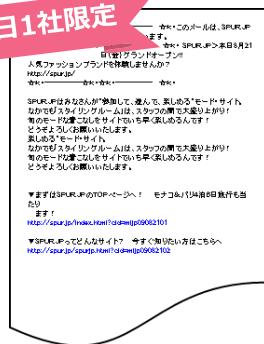 日1社限定
☆*･このメールは、SPUR.JP
ます。
☆*･ SPUR.JP＞本日8月21
日(金)グランドオープン!!
人気ファッションブランドを体験しませんか？
http://spur.jp/
SPUR.JPはみなさんが"参加して、遊んで、楽しめる"モード・サイト。
なかでも「スタイリングルーム」は、スタッフの間で大盛り上がり！
旬のモードな着こなしをサイトでいち早く楽しめるんです！
どうぞよろしくお願いいたします。
楽しめる"モード・サイト。
なかでも「スタイリングルーム」は、スタッフの間で大盛り上がり！
旬のモードな着こなしをサイトでいち早く楽しめるんです！
どうぞよろしくお願いいたします。
▼まずはSPUR.JPのTOPページへ！ モナコ&パリ4泊6日旅行も当
たり
ます！
http://spur.jp/index.html?cid=mljp09082101
▼SPUR.JPってどんなサイト？ 今すぐ知りたい方はこちらへ
http://spur.jp/spurjp.html?cid=mljp09082102